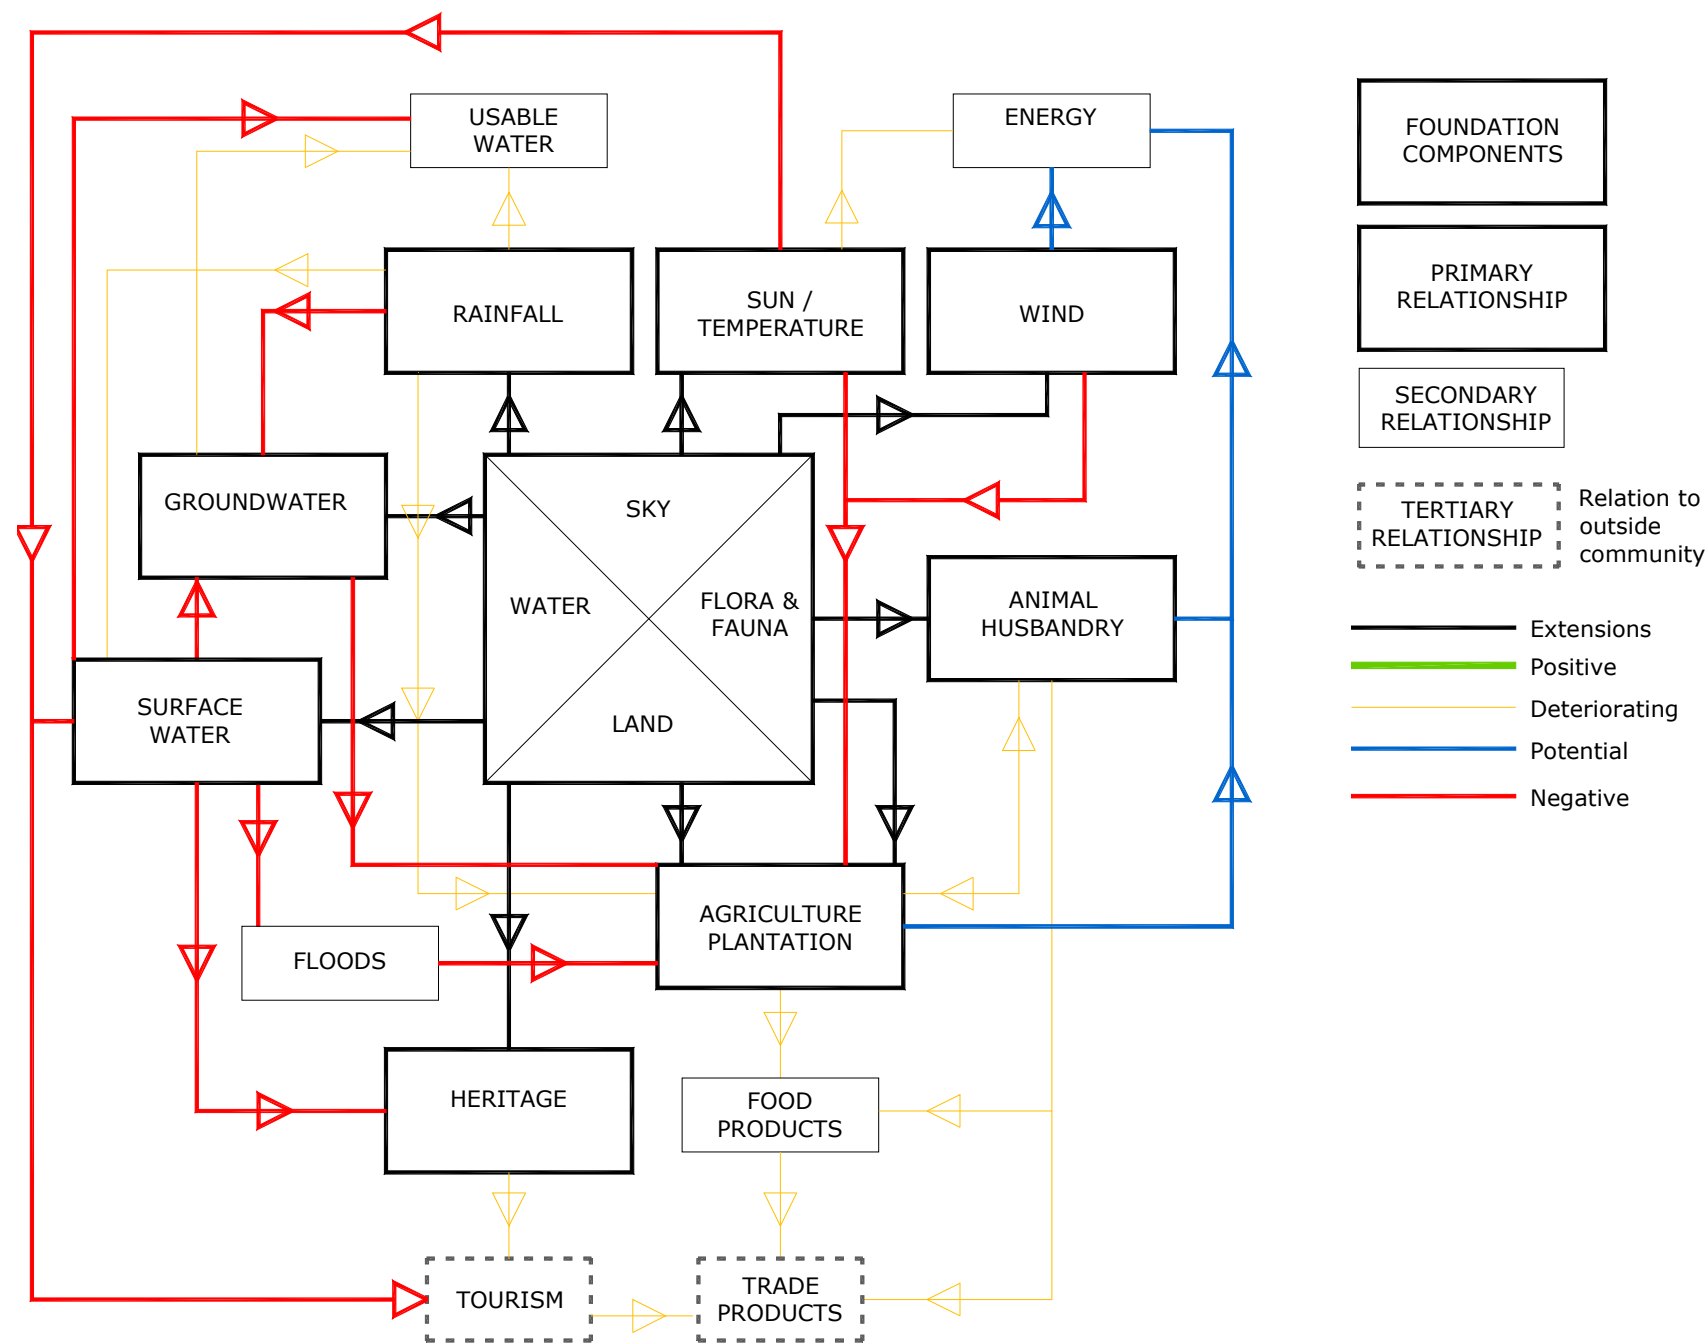 USABLE
WATER
ENERGY
FOUNDATION
COMPONENTS
RAINFALL
SUN /
TEMPERATURE
WIND
PRIMARY
RELATIONSHIP
SECONDARY
RELATIONSHIP
GROUNDWATER
SKY
WATER
FLORA &
FAUNA
LAND
ANIMAL
HUSBANDRY
TERTIARY
RELATIONSHIP
Relation to
outside
community
SURFACE
WATER
Extensions
Positive
Deteriorating
Potential
Negative
AGRICULTURE
PLANTATION
FLOODS
HERITAGE
FOOD
PRODUCTS
TOURISM
TRADE
PRODUCTS